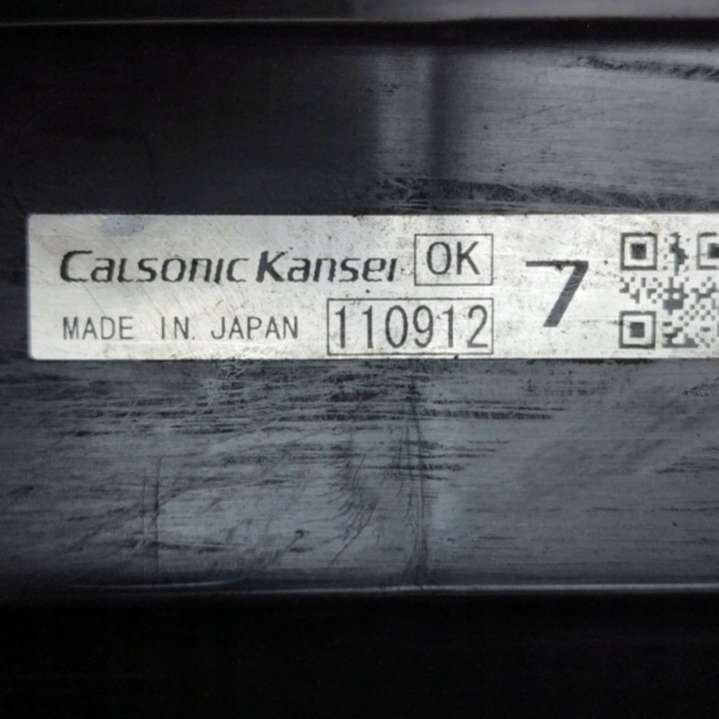 CALSONIC KANSEI OK 7
MADE IN JAPAN 110912